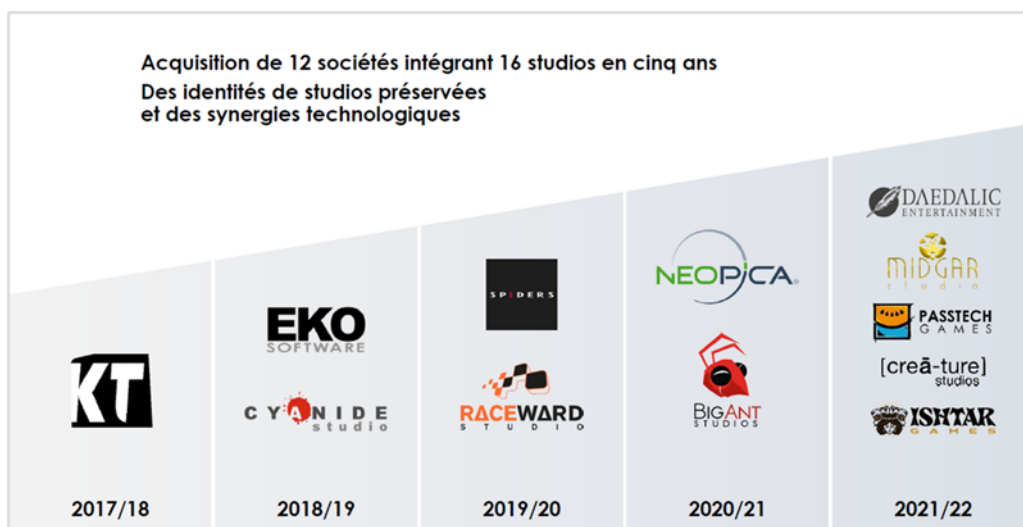 Acquisition de 12 sociétés intégrant 16 studios en cinq ans
Des identités de studios préservées
et des synergies technologiques
KT
2017/18
EKO
SOFTWARE
CYANIDE
studio
2018/19
SPIDERS
RACEWARD
STUDIO
2019/20
NEOPICA®
BIGANT
STUDIOS
2020/21
DAEDALIC
ENTERTAINMENT
MIDGAR
studio
PASSTECH
GAMES
[creā-ture]
studios
ISHTAR
GAMES
2021/22